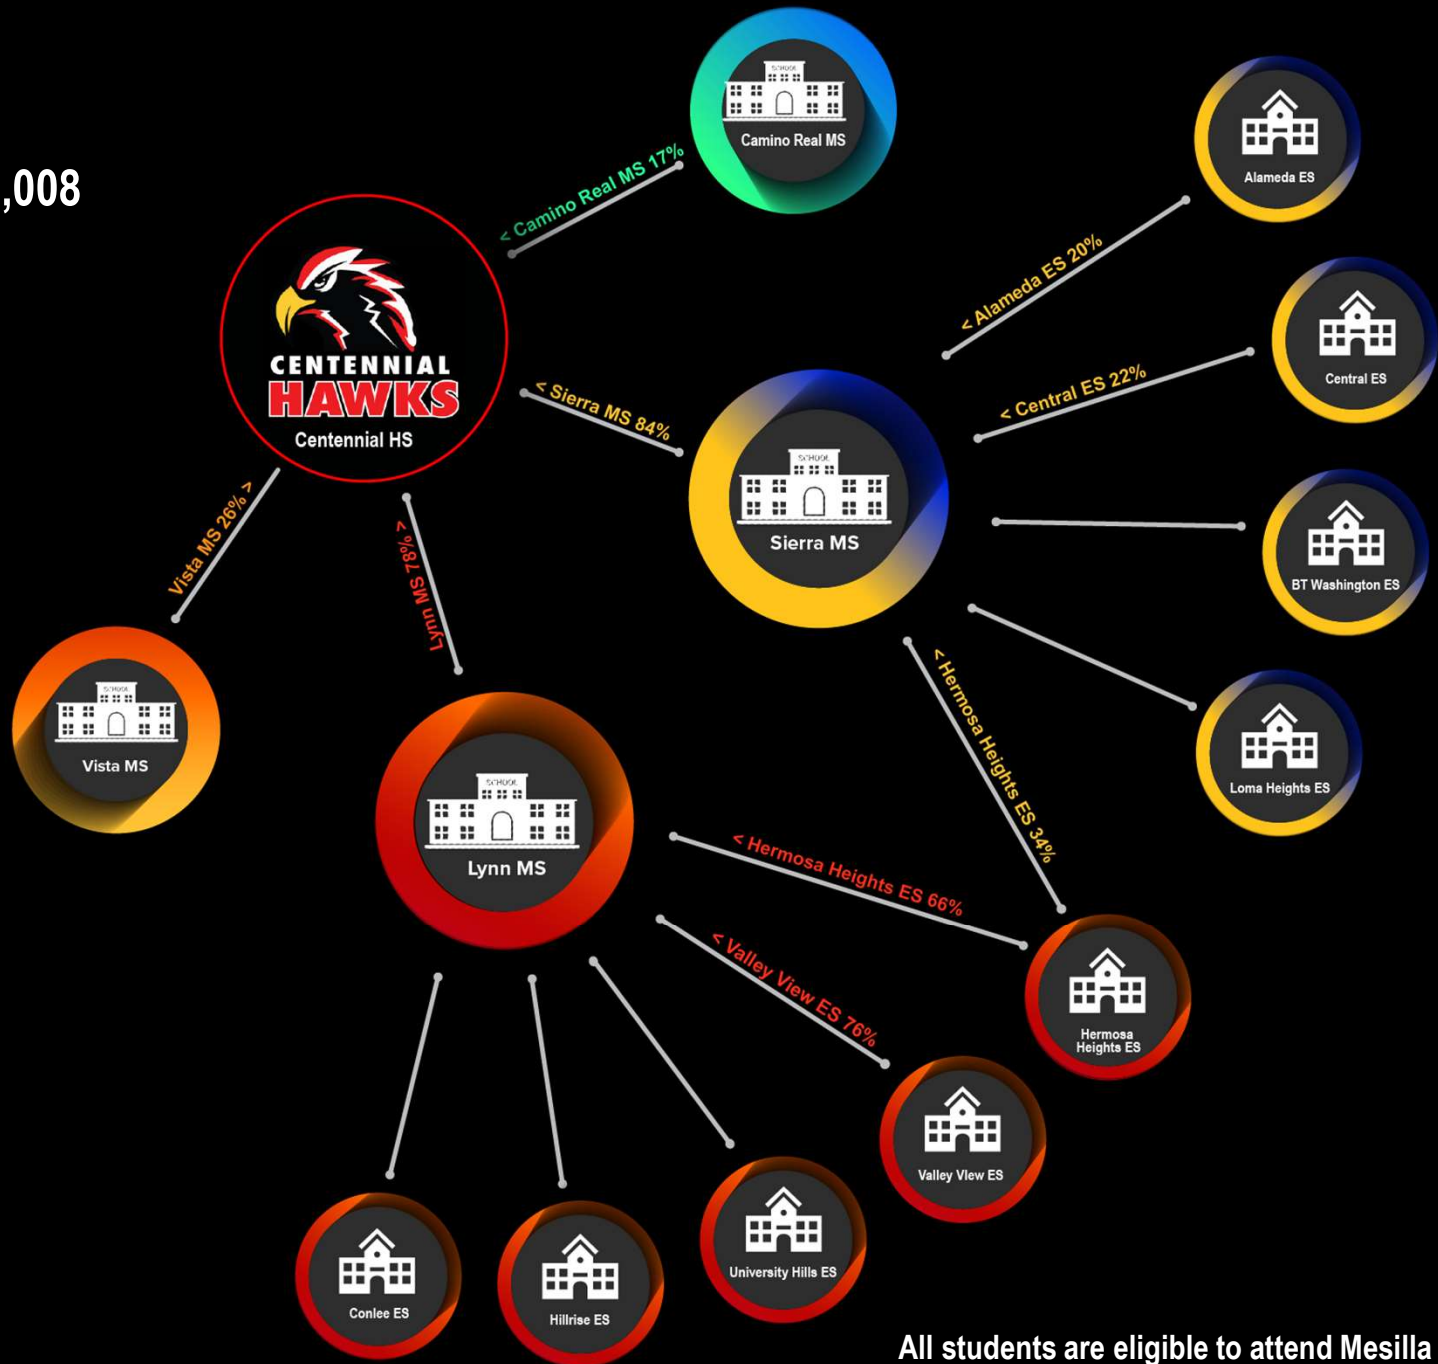 ,008
SCHOOL
Camino Real MS
Alameda ES
< Camino Real MS 17%
< Alameda ES 20%
CENTENNIAL
HAWKS
Centennial HS
Central ES
< Central ES 22%
< Sierra MS 84%
SCHOOL
Sierra MS
BT Washington ES
Vista MS 26% >
Lynn MS 78% <
SCHOOL
Vista MS
< Hermosa Heights ES 34%
Loma Heights ES
SCHOOL
Lynn MS
< Hermosa Heights ES 66%
< Valley View ES 76%
Hermosa
Heights ES
Valley VIew ES
University Hills ES
Conlee ES
Hillrise ES
All students are eligible to attend Mesilla